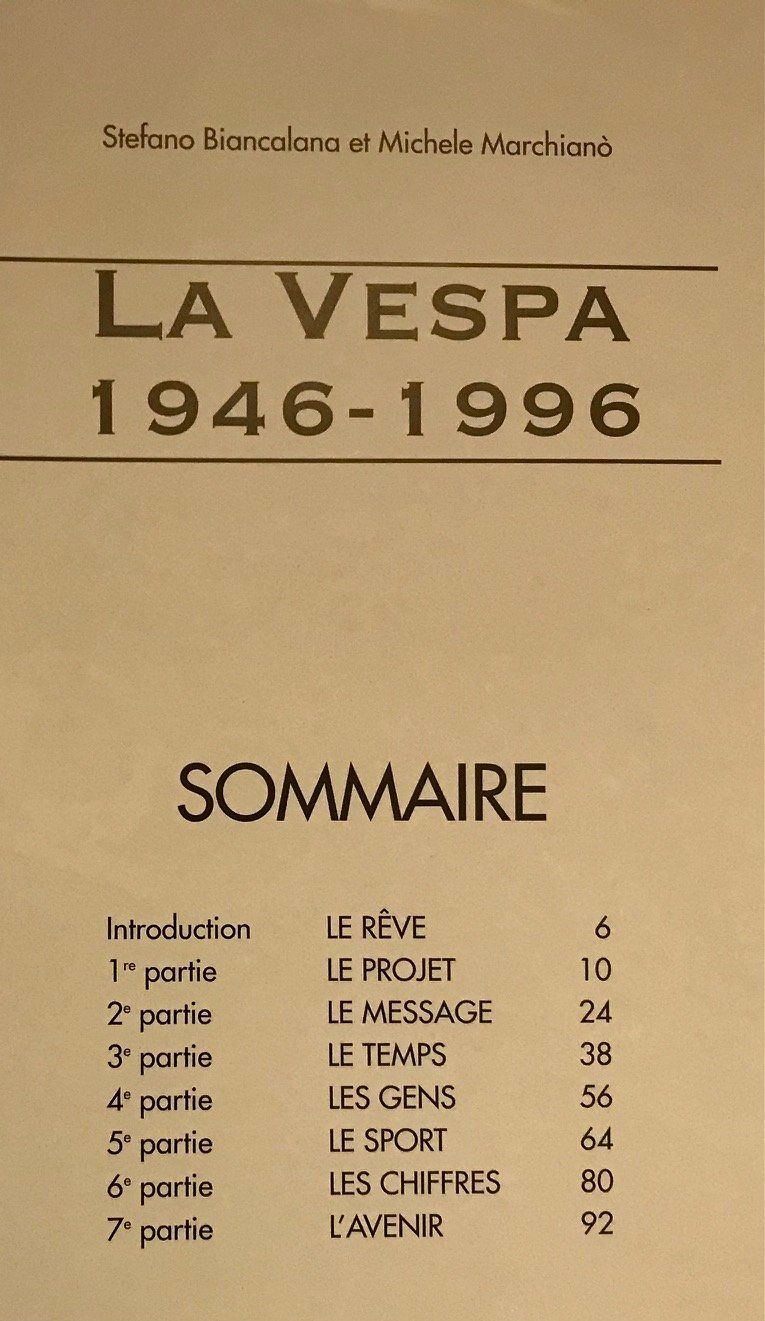 Stefano Biancalana et Michele Marchianò
LA VESPA
1946-1996
SOMMAIRE
Introduction LE RÊVE 6
1re partie LE PROJET 10
2e partie LE MESSAGE 24
3e partie LE TEMPS 38
4e partie LES GENS 56
5e partie LE SPORT 64
6e partie LES CHIFFRES 80
7e partie L'AVENIR 92